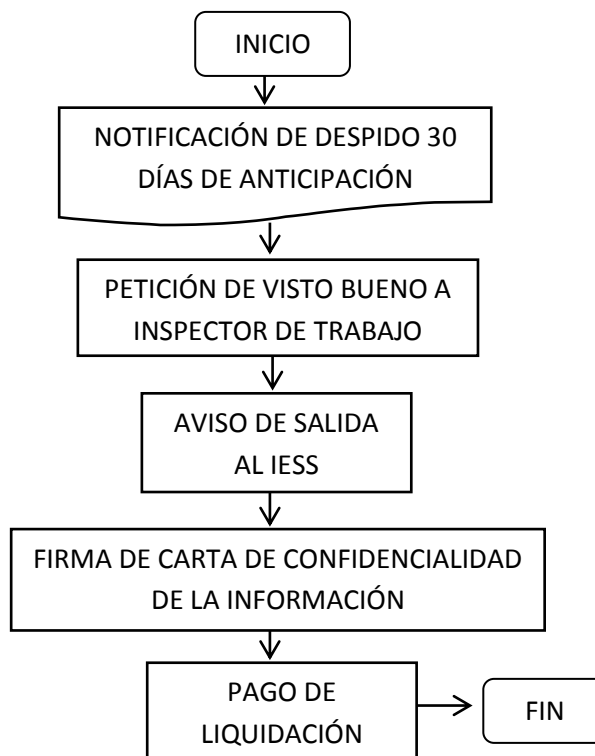 INICIO
NOTIFICACIÓN DE DESPIDO 30
DÍAS DE ANTICIPACIÓN
PETICIÓN DE VISTO BUENO A
INSPECTOR DE TRABAJO
AVISO DE SALIDA
AL IESS
FIRMA DE CARTA DE CONFIDENCIALIDAD
DE LA INFORMACIÓN
PAGO DE
LIQUIDACIÓN
FIN